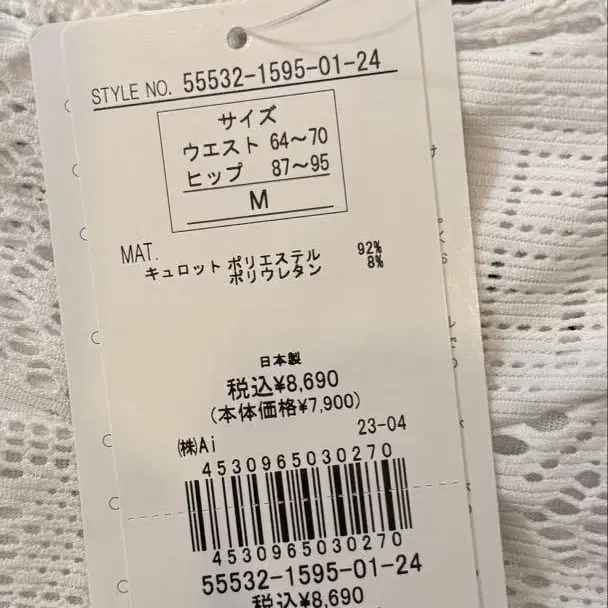 STYLE NO. 55532-1595-01-24
サイズ
ウエスト 64～70
ヒップ 87～95
M
MAT.
キュロット ポリエステル 92%
ポリウレタン 8%
日本製
税込¥8,690
(本体価格¥7,900)
㈱Ai 23-04
4530965030270
4530965030270
55532-1595-01-24
税込¥8,690